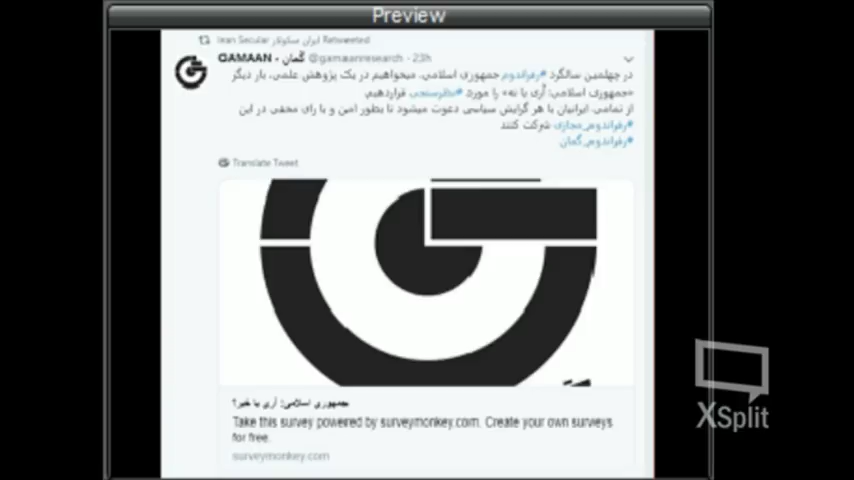 Preview
Iran Secular ایران سکولار Retweeted
GAMAAN - گَمان @gamaanresearch · 23h
در چهلمین سالگرد #رفراندوم جمهوری اسلامی، میخواهیم در یک پژوهش علمی، بار دیگر
«جمهوری اسلامی: آری یا نه» را مورد #نظرسنجی قراردهیم.
از تمامی ایرانیان با هر گرایش سیاسی دعوت میشود تا بطور امن و با رای مخفی در این
#رفراندوم_مجازی شرکت کنند
#رفراندوم_گمان
Translate Tweet
جمهوری اسلامی: آری یا خیر؟
Take this survey powered by surveymonkey.com. Create your own surveys
for free.
surveymonkey.com
XSplit